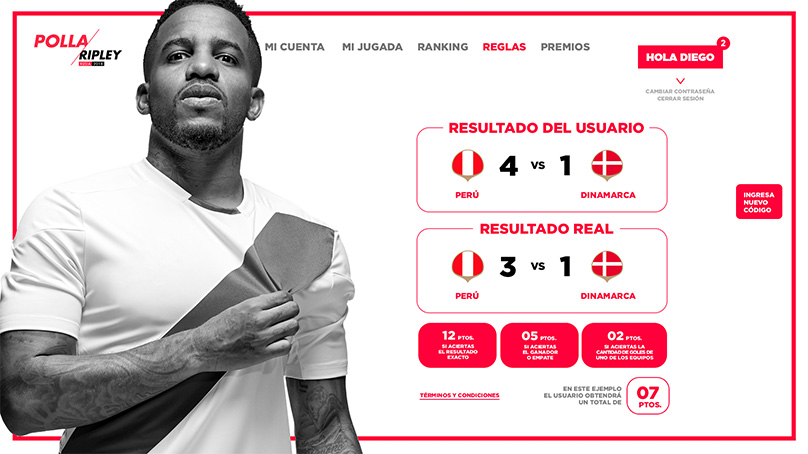 POLLA
RIPLEY
MI CUENTA MI JUGADA RANKING REGLAS PREMIOS
HOLA DIEGO
2
CAMBIAR CONTRASEÑA
CERRAR SESIÓN
RESULTADO DEL USUARIO
4 VS 1
PERÚ DINAMARCA
INGRESA
NUEVO
CÓDIGO
RESULTADO REAL
3 VS 1
PERÚ DINAMARCA
12 PTOS.
SI ACIERTAS
EL RESULTADO
EXACTO
05 PTOS.
SI ACIERTAS
EL GANADOR
O EMPATE
02 PTOS.
SI ACIERTAS LA
CANTIDAD DE GOLES DE
UNO DE LOS EQUIPOS
TÉRMINOS Y CONDICIONES
EN ESTE EJEMPLO
EL USUARIO OBTENDRÁ
UN TOTAL DE
07
PTOS.